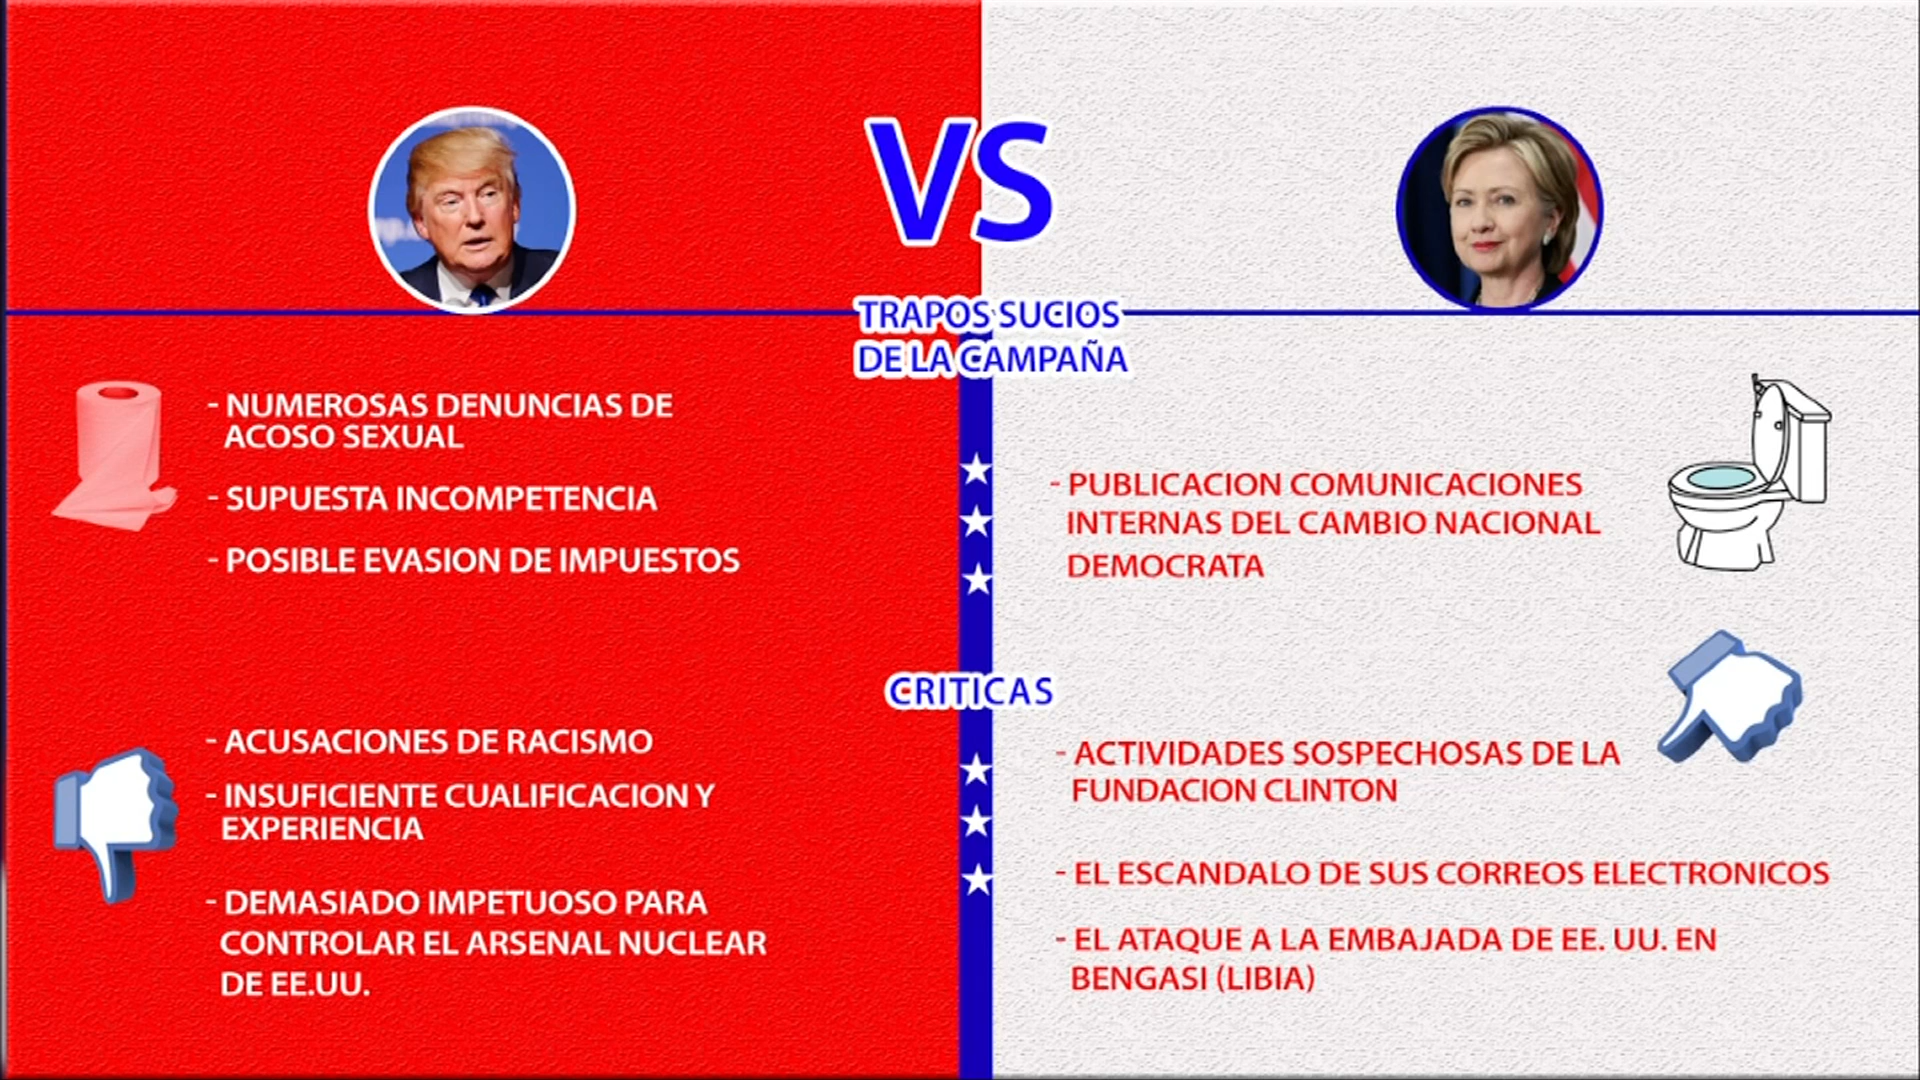 VS
TRAPOS SUCIOS
DE LA CAMPAÑA
- NUMEROSAS DENUNCIAS DE
ACOSO SEXUAL
- SUPUESTA INCOMPETENCIA
- POSIBLE EVASION DE IMPUESTOS
- PUBLICACION COMUNICACIONES
INTERNAS DEL CAMBIO NACIONAL
DEMOCRATA
CRITICAS
- ACUSACIONES DE RACISMO
- INSUFICIENTE CUALIFICACION Y
EXPERIENCIA
- DEMASIADO IMPETUOSO PARA
CONTROLAR EL ARSENAL NUCLEAR
DE EE.UU.
- ACTIVIDADES SOSPECHOSAS DE LA
FUNDACION CLINTON
- EL ESCANDALO DE SUS CORREOS ELECTRONICOS
- EL ATAQUE A LA EMBAJADA DE EE. UU. EN
BENGASI (LIBIA)